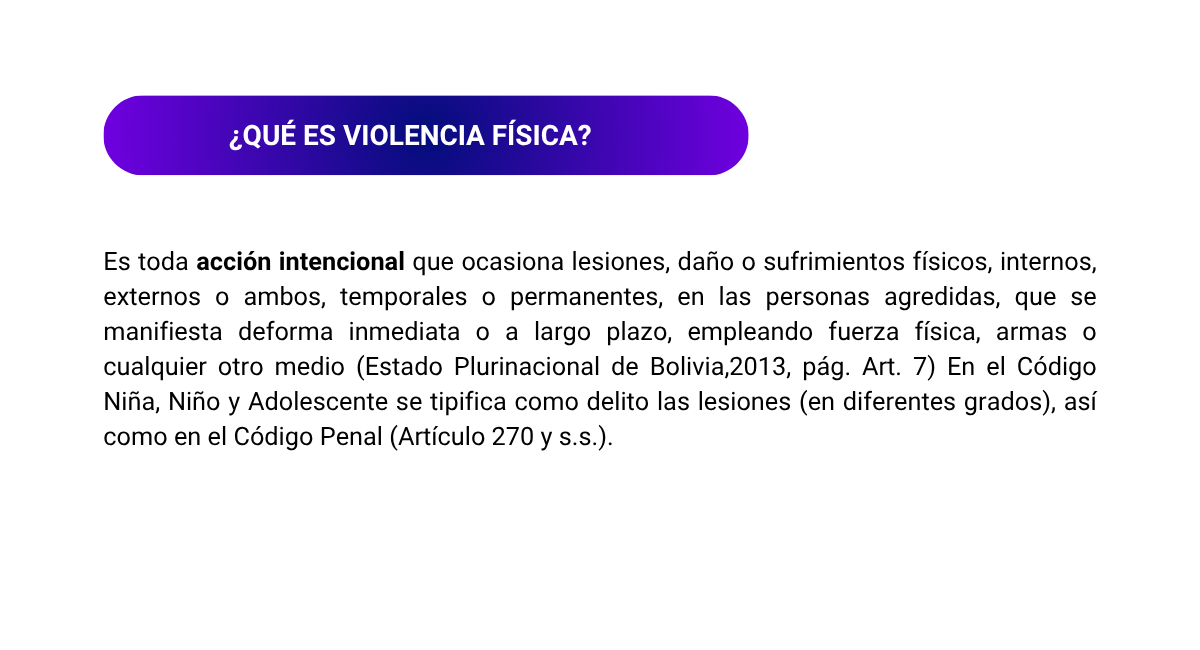 ¿QUÉ ES VIOLENCIA FÍSICA?
Es toda acción intencional que ocasiona lesiones, daño o sufrimientos físicos, internos,
externos o ambos, temporales o permanentes, en las personas agredidas, que se
manifiesta deforma inmediata o a largo plazo, empleando fuerza física, armas o
cualquier otro medio (Estado Plurinacional de Bolivia,2013, pág. Art. 7) En el Código
Niña, Niño y Adolescente se tipifica como delito las lesiones (en diferentes grados), así
como en el Código Penal (Artículo 270 y s.s.).